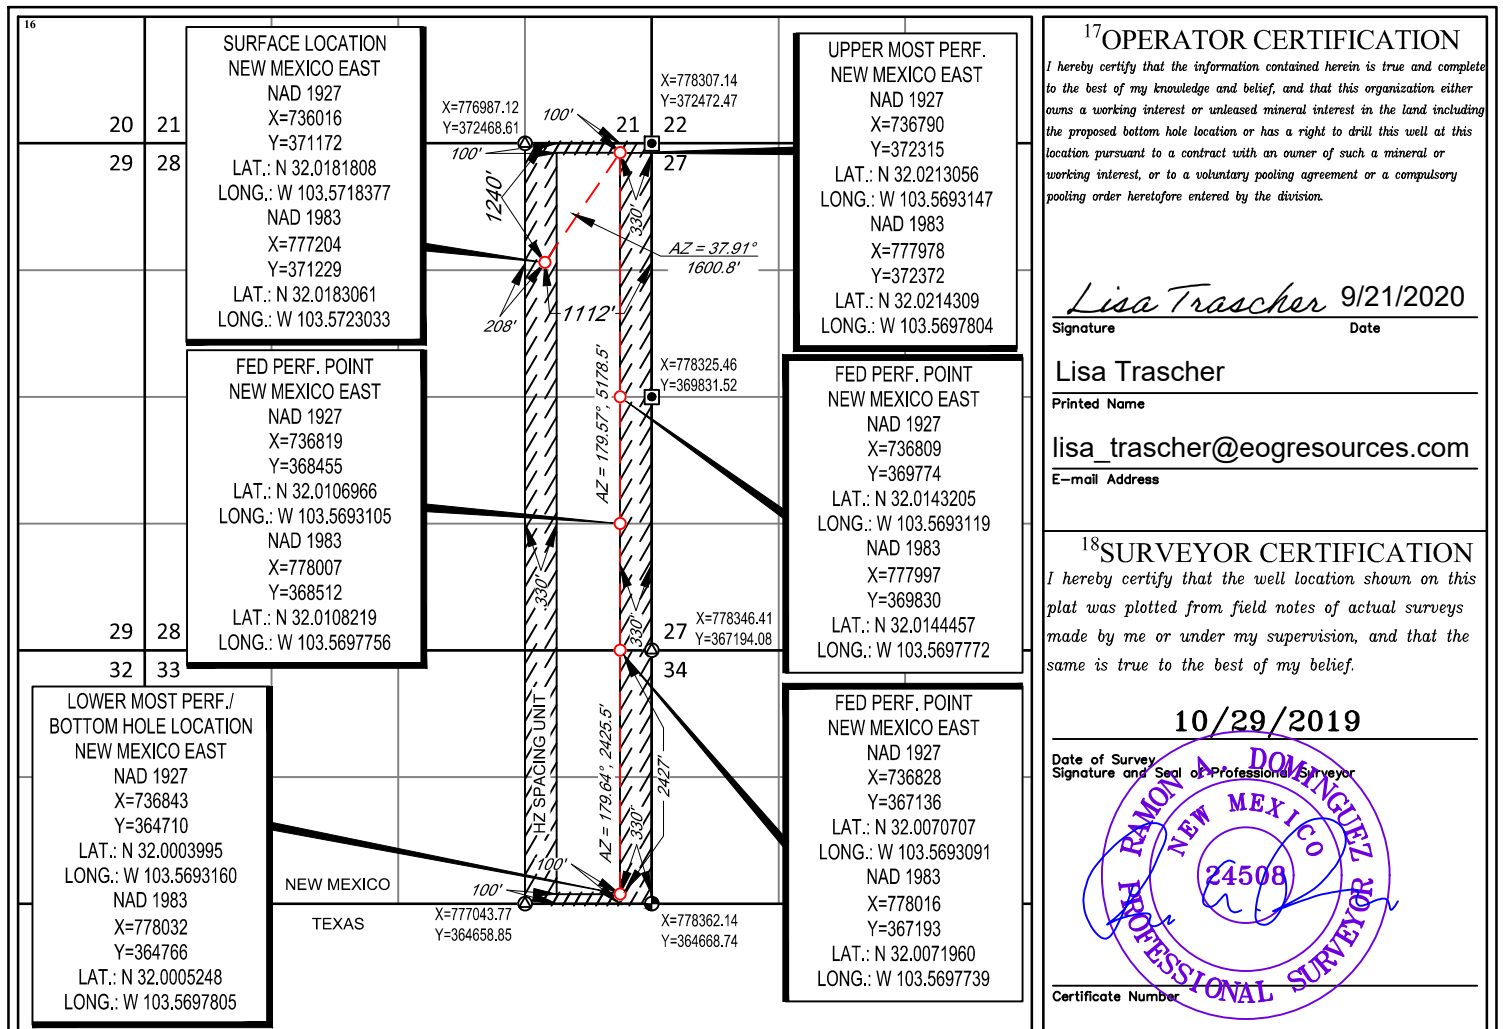 16
SURFACE LOCATION
NEW MEXICO EAST
NAD 1927
X=736016
Y=371172
LAT.: N 32.0181808
LONG.: W 103.5718377
NAD 1983
X=777204
Y=371229
LAT.: N 32.0183061
LONG.: W 103.5723033
UPPER MOST PERF.
NEW MEXICO EAST
NAD 1927
X=736790
Y=372315
LAT.: N 32.0213056
LONG.: W 103.5693147
NAD 1983
X=777978
Y=372372
LAT.: N 32.0214309
LONG.: W 103.5697804
X=776987.12
Y=372468.61
X=778307.14
Y=372472.47
100'
20 21
29 28
21 22
27
100'
1240'
330'
AZ = 37.91°
1600.8'
208'
1112'
FED PERF. POINT
NEW MEXICO EAST
NAD 1927
X=736819
Y=368455
LAT.: N 32.0106966
LONG.: W 103.5693105
NAD 1983
X=778007
Y=368512
LAT.: N 32.0108219
LONG.: W 103.5697756
X=778325.46
Y=369831.52
AZ = 179.57°, 5178.5'
FED PERF. POINT
NEW MEXICO EAST
NAD 1927
X=736809
Y=369774
LAT.: N 32.0143205
LONG.: W 103.5693119
NAD 1983
X=777997
Y=369830
LAT.: N 32.0144457
LONG.: W 103.5697772
330'
330'
X=778346.41
Y=367194.08
29 28
32 33
27
34
LOWER MOST PERF./
BOTTOM HOLE LOCATION
NEW MEXICO EAST
NAD 1927
X=736843
Y=364710
LAT.: N 32.0003995
LONG.: W 103.5693160
NAD 1983
X=778032
Y=364766
LAT.: N 32.0005248
LONG.: W 103.5697805
HZ SPACING UNIT
AZ = 179.64°, 2425.5'
2427'
330'
100'
100'
NEW MEXICO
TEXAS
X=777043.77
Y=364658.85
X=778362.14
Y=364668.74
FED PERF. POINT
NEW MEXICO EAST
NAD 1927
X=736828
Y=367136
LAT.: N 32.0070707
LONG.: W 103.5693091
NAD 1983
X=778016
Y=367193
LAT.: N 32.0071960
LONG.: W 103.5697739
17OPERATOR CERTIFICATION
I hereby certify that the information contained herein is true and complete
to the best of my knowledge and belief, and that this organization either
owns a working interest or unleased mineral interest in the land including
the proposed bottom hole location or has a right to drill this well at this
location pursuant to a contract with an owner of such a mineral or
working interest, or to a voluntary pooling agreement or a compulsory
pooling order heretofore entered by the division.
Lisa Trascher 9/21/2020
Signature Date
Lisa Trascher
Printed Name
lisa_trascher@eogresources.com
E-mail Address
18SURVEYOR CERTIFICATION
I hereby certify that the well location shown on this
plat was plotted from field notes of actual surveys
made by me or under my supervision, and that the
same is true to the best of my belief.
10/29/2019
Date of Survey
Signature and Seal of Professional Surveyor
RAMON A. DOMINGUEZ
NEW MEXICO
24508
PROFESSIONAL SURVEYOR
Certificate Number